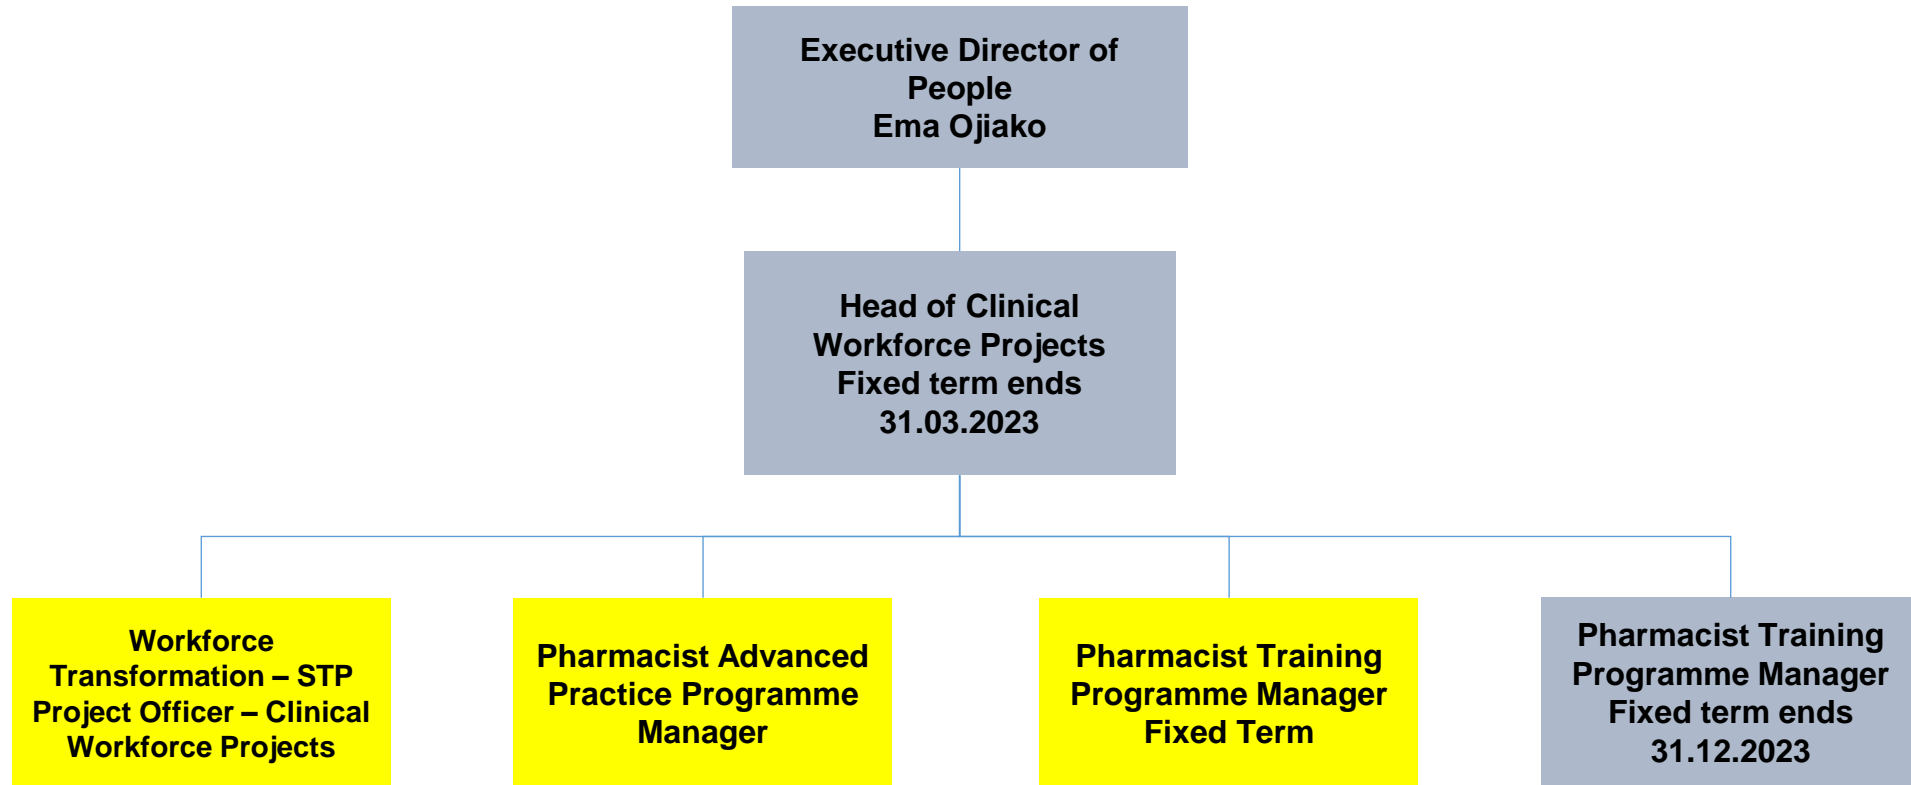 Executive Director of
People
Ema Ojiako
Head of Clinical
Workforce Projects
Fixed term ends
31.03.2023
Workforce
Transformation – STP
Project Officer – Clinical
Workforce Projects
Pharmacist Advanced
Practice Programme
Manager
Pharmacist Training
Programme Manager
Fixed Term
Pharmacist Training
Programme Manager
Fixed term ends
31.12.2023